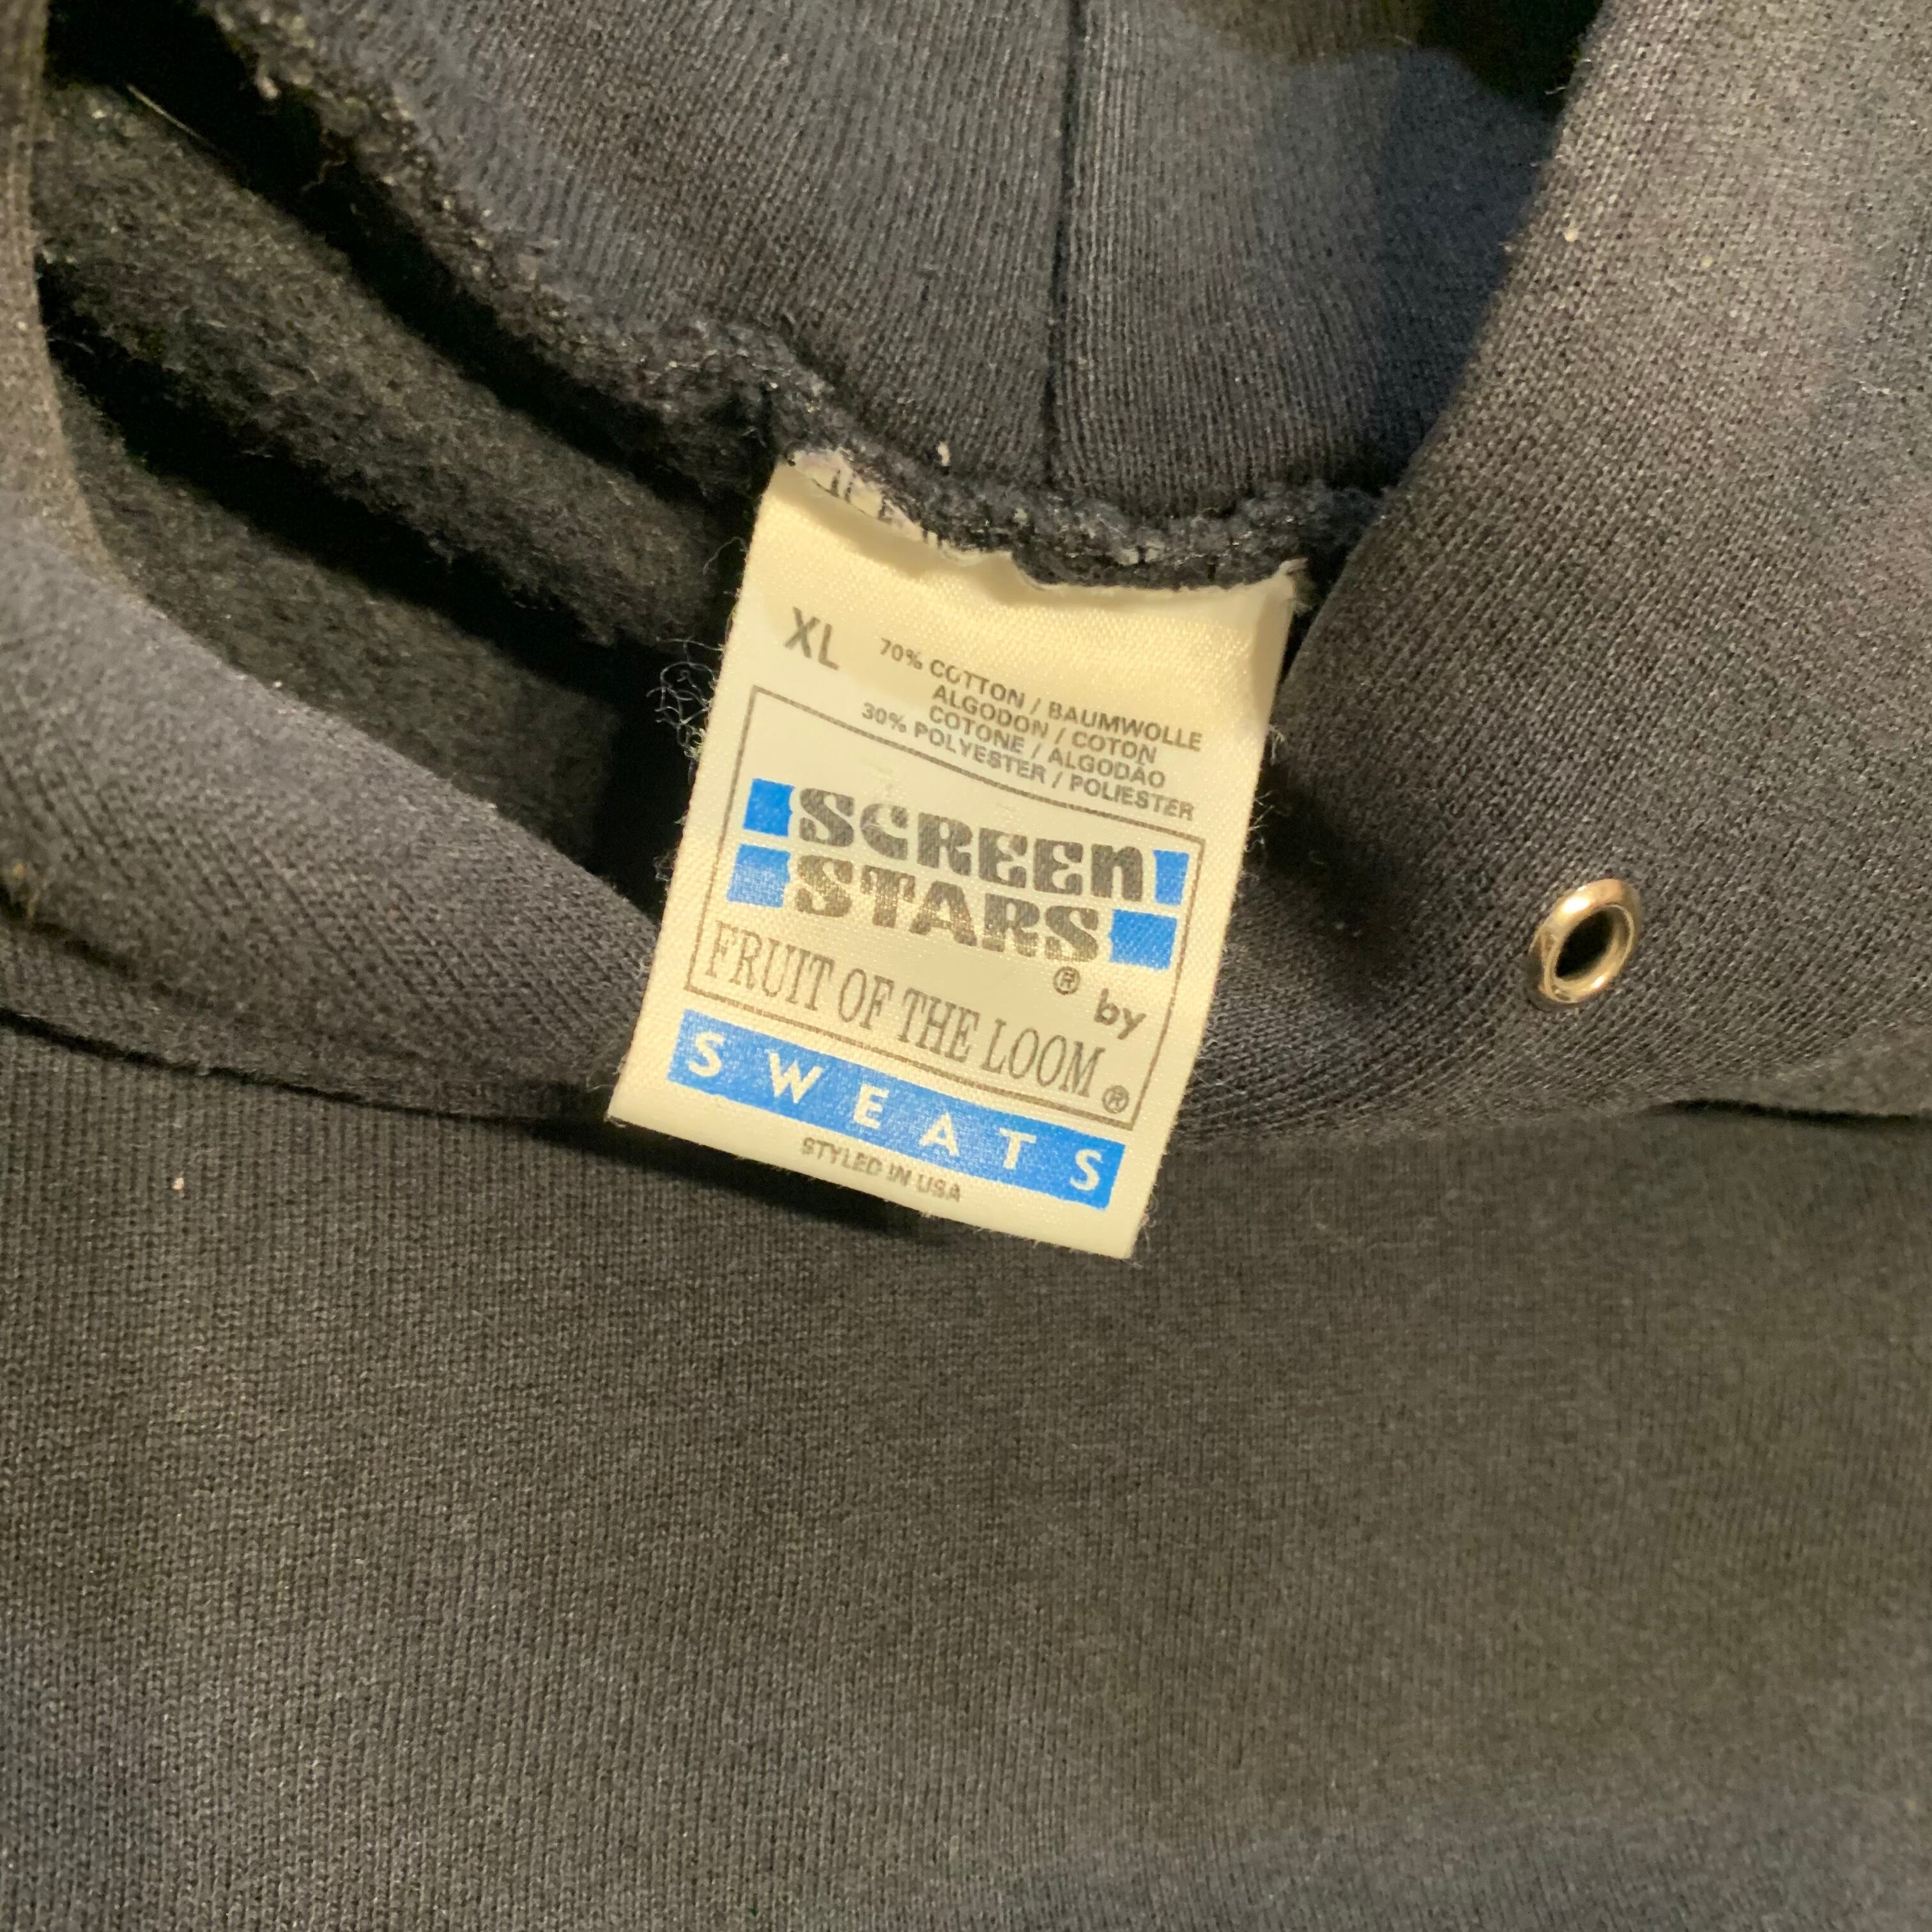 XL
70% COTTON / BAUMWOLLE
ALGODON / COTON
COTONE / ALGODÃO
30% POLYESTER / POLIESTER
SCREEN
STARS® by
FRUIT OF THE LOOM®
SWEATS
STYLED IN USA